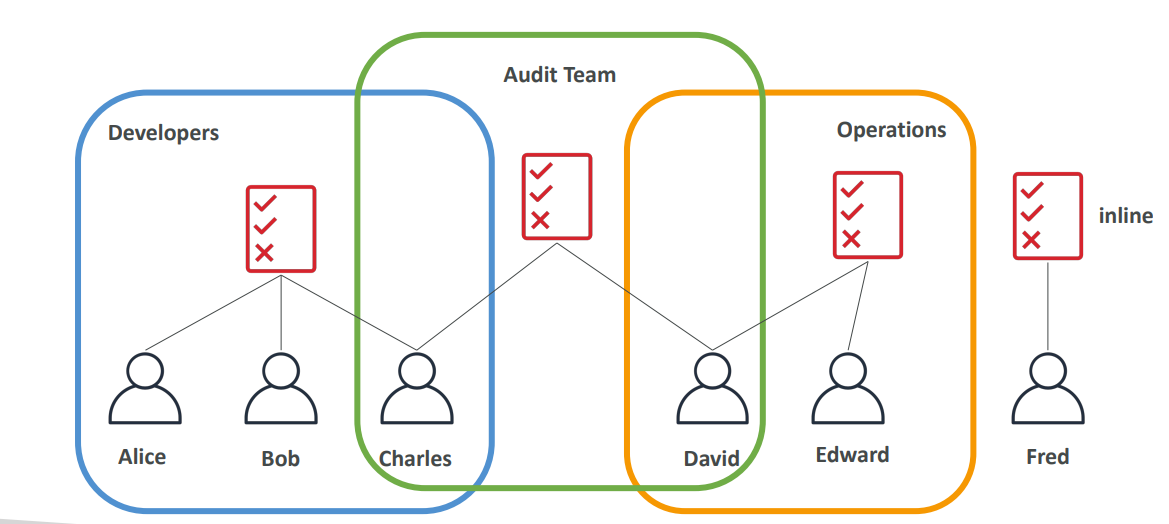 Audit Team
Developers
Operations
inline
Alice
Bob
Charles
David
Edward
Fred